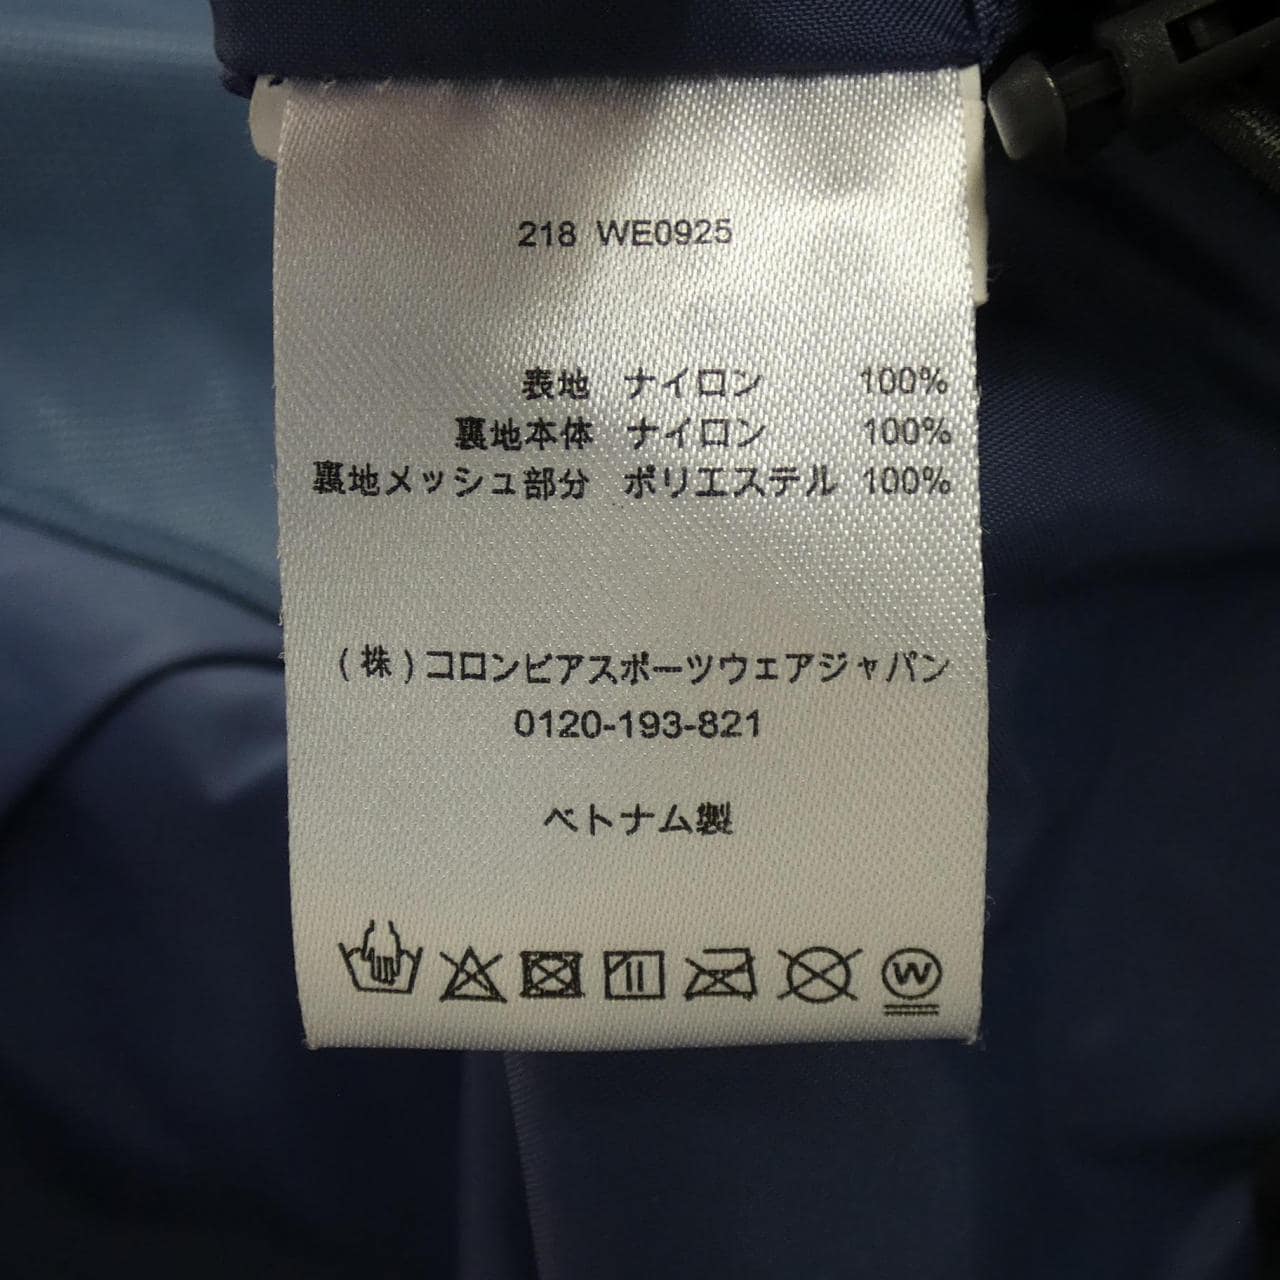 218 WE0925
表地 ナイロン 100%
裏地本体 ナイロン 100%
裏地メッシュ部分 ポリエステル 100%
(株)コロンビアスポーツウェアジャパン
0120-193-821
ベトナム製
W